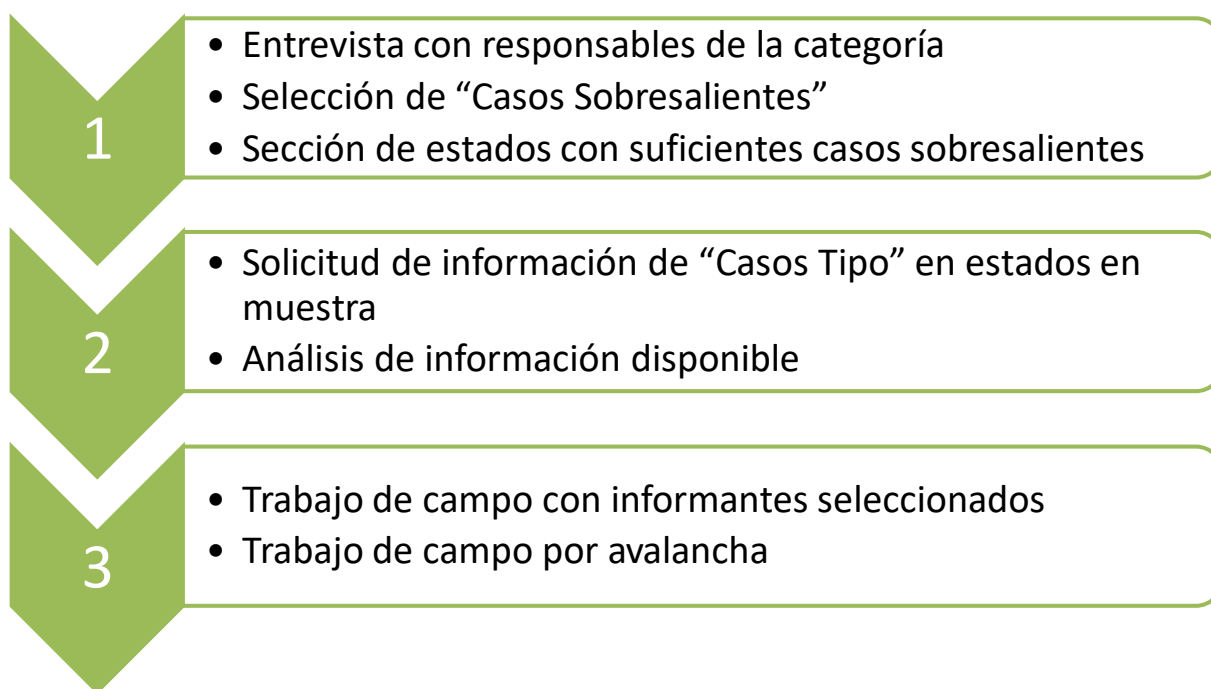 1
• Entrevista con responsables de la categoría
• Selección de “Casos Sobresalientes”
• Sección de estados con suficientes casos sobresalientes
2
• Solicitud de información de “Casos Tipo” en estados en
muestra
• Análisis de información disponible
3
• Trabajo de campo con informantes seleccionados
• Trabajo de campo por avalancha